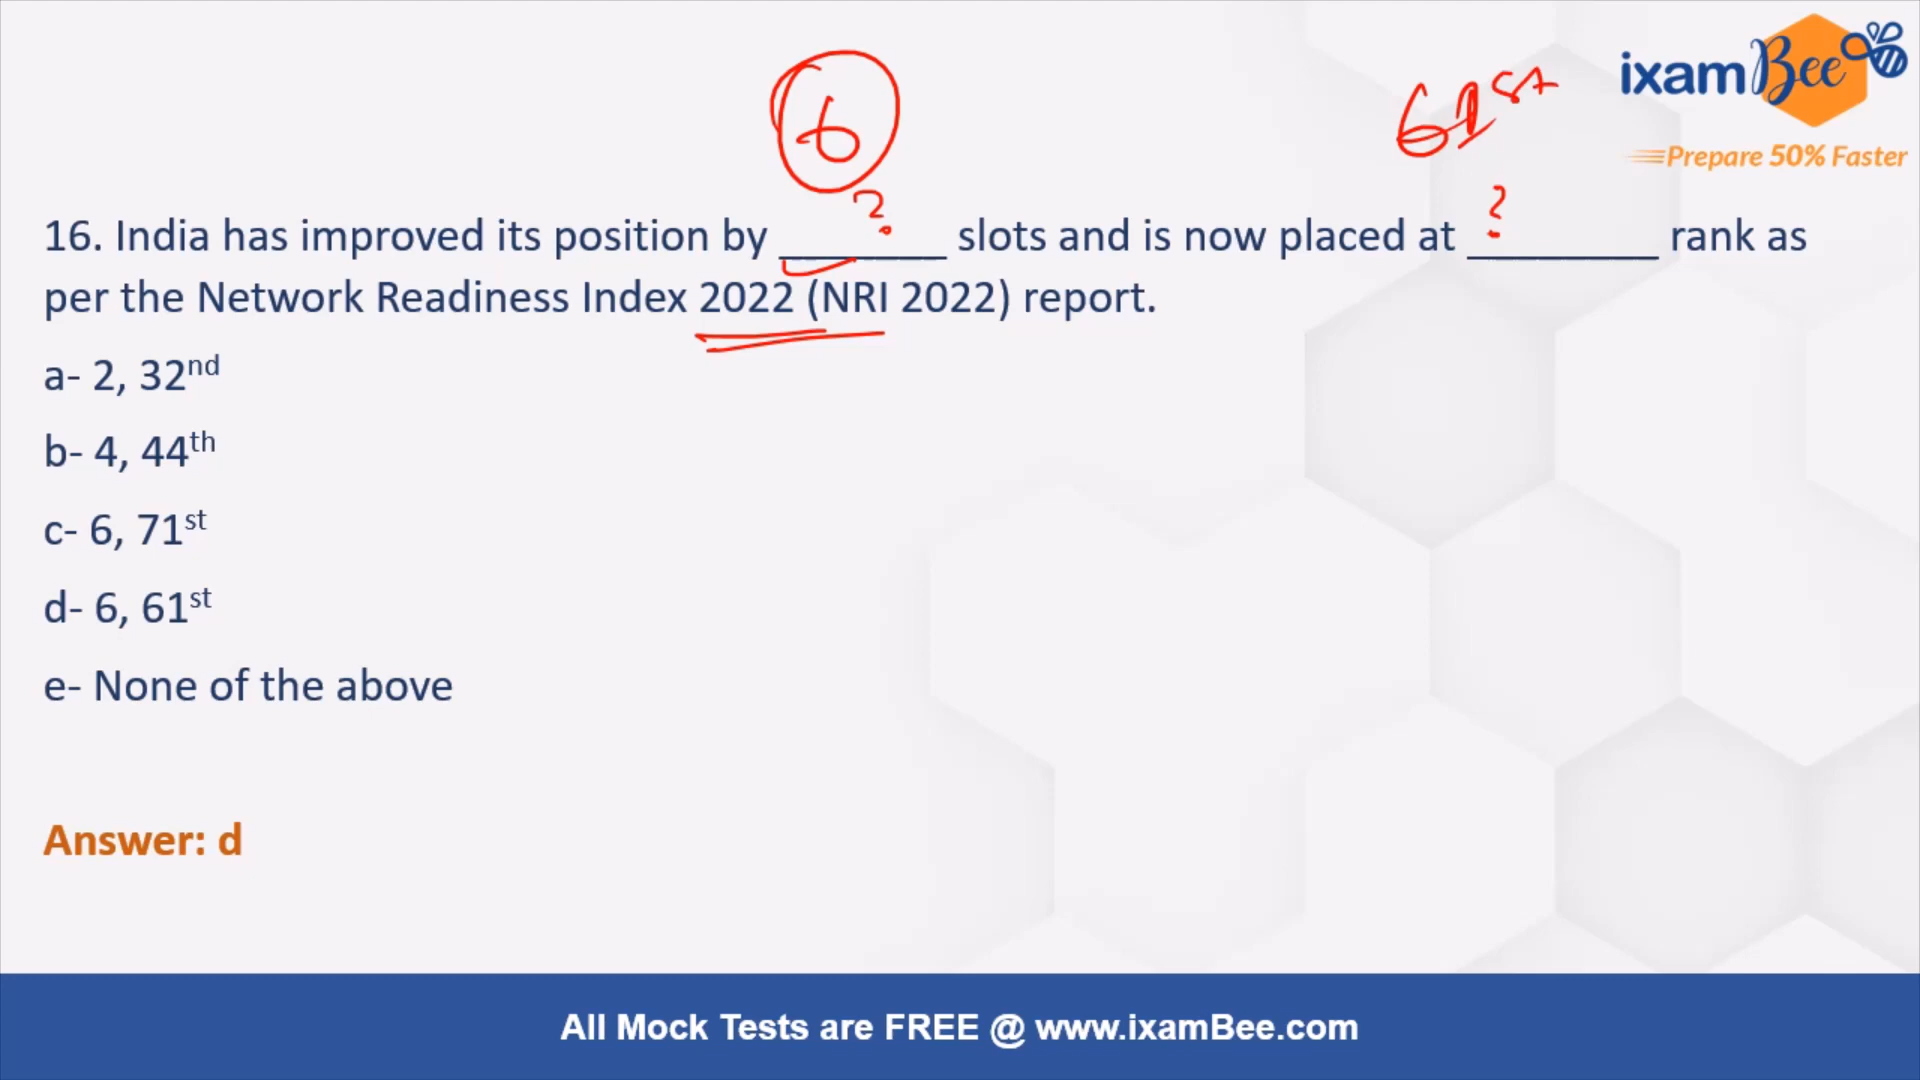 ixamBee
Prepare 50% Faster
6
61st
?
?
16. India has improved its position by ________ slots and is now placed at ________ rank as
per the Network Readiness Index 2022 (NRI 2022) report.
a- 2, 32nd
b- 4, 44th
c- 6, 71st
d- 6, 61st
e- None of the above
Answer: d
All Mock Tests are FREE @ www.ixamBee.com